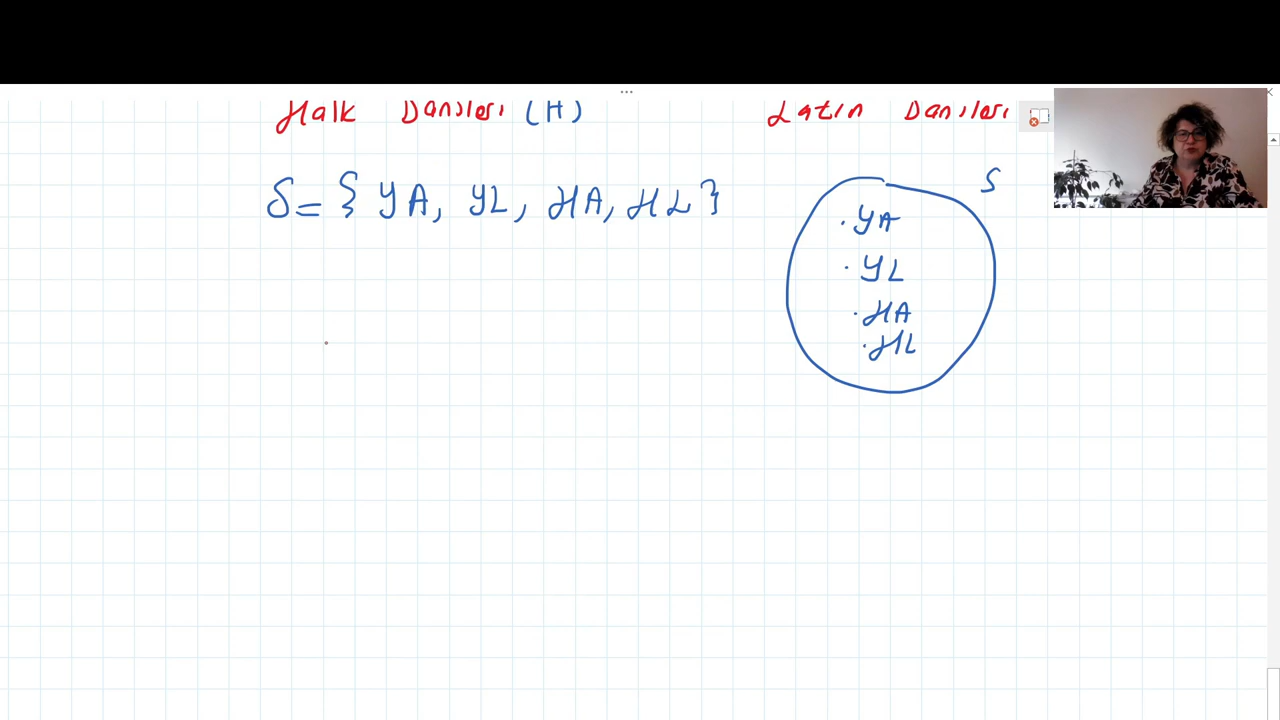 Halk Dansları (H) Latin Dansları
S = { YA, YL, HA, HL }
S
. YA
. YL
. HA
. HL